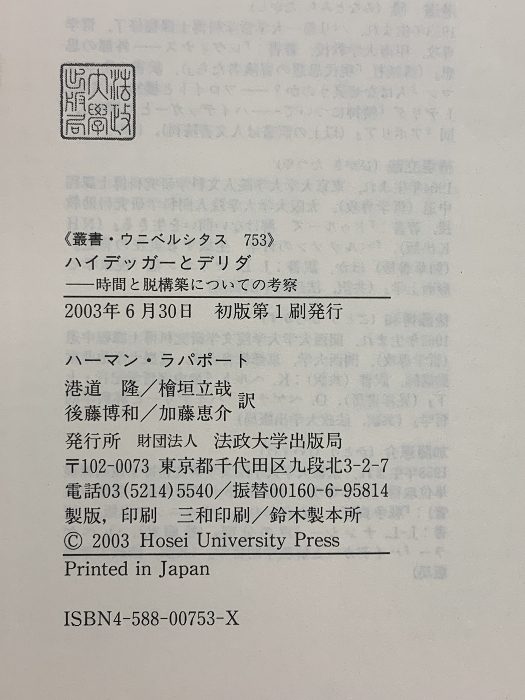 法政
大學
出版局
《叢書・ウニベルシタス 753》
ハイデッガーとデリダ
――時間と脱構築についての考察
2003年6月30日 初版第1刷発行
ハーマン・ラパポート
港道 隆／檜垣立哉
後藤博和／加藤恵介 訳
発行所 財団法人 法政大学出版局
〒102-0073 東京都千代田区九段北3-2-7
電話03(5214)5540／振替00160-6-95814
製版，印刷 三和印刷／鈴木製本所
© 2003 Hosei University Press
Printed in Japan
ISBN4-588-00753-X